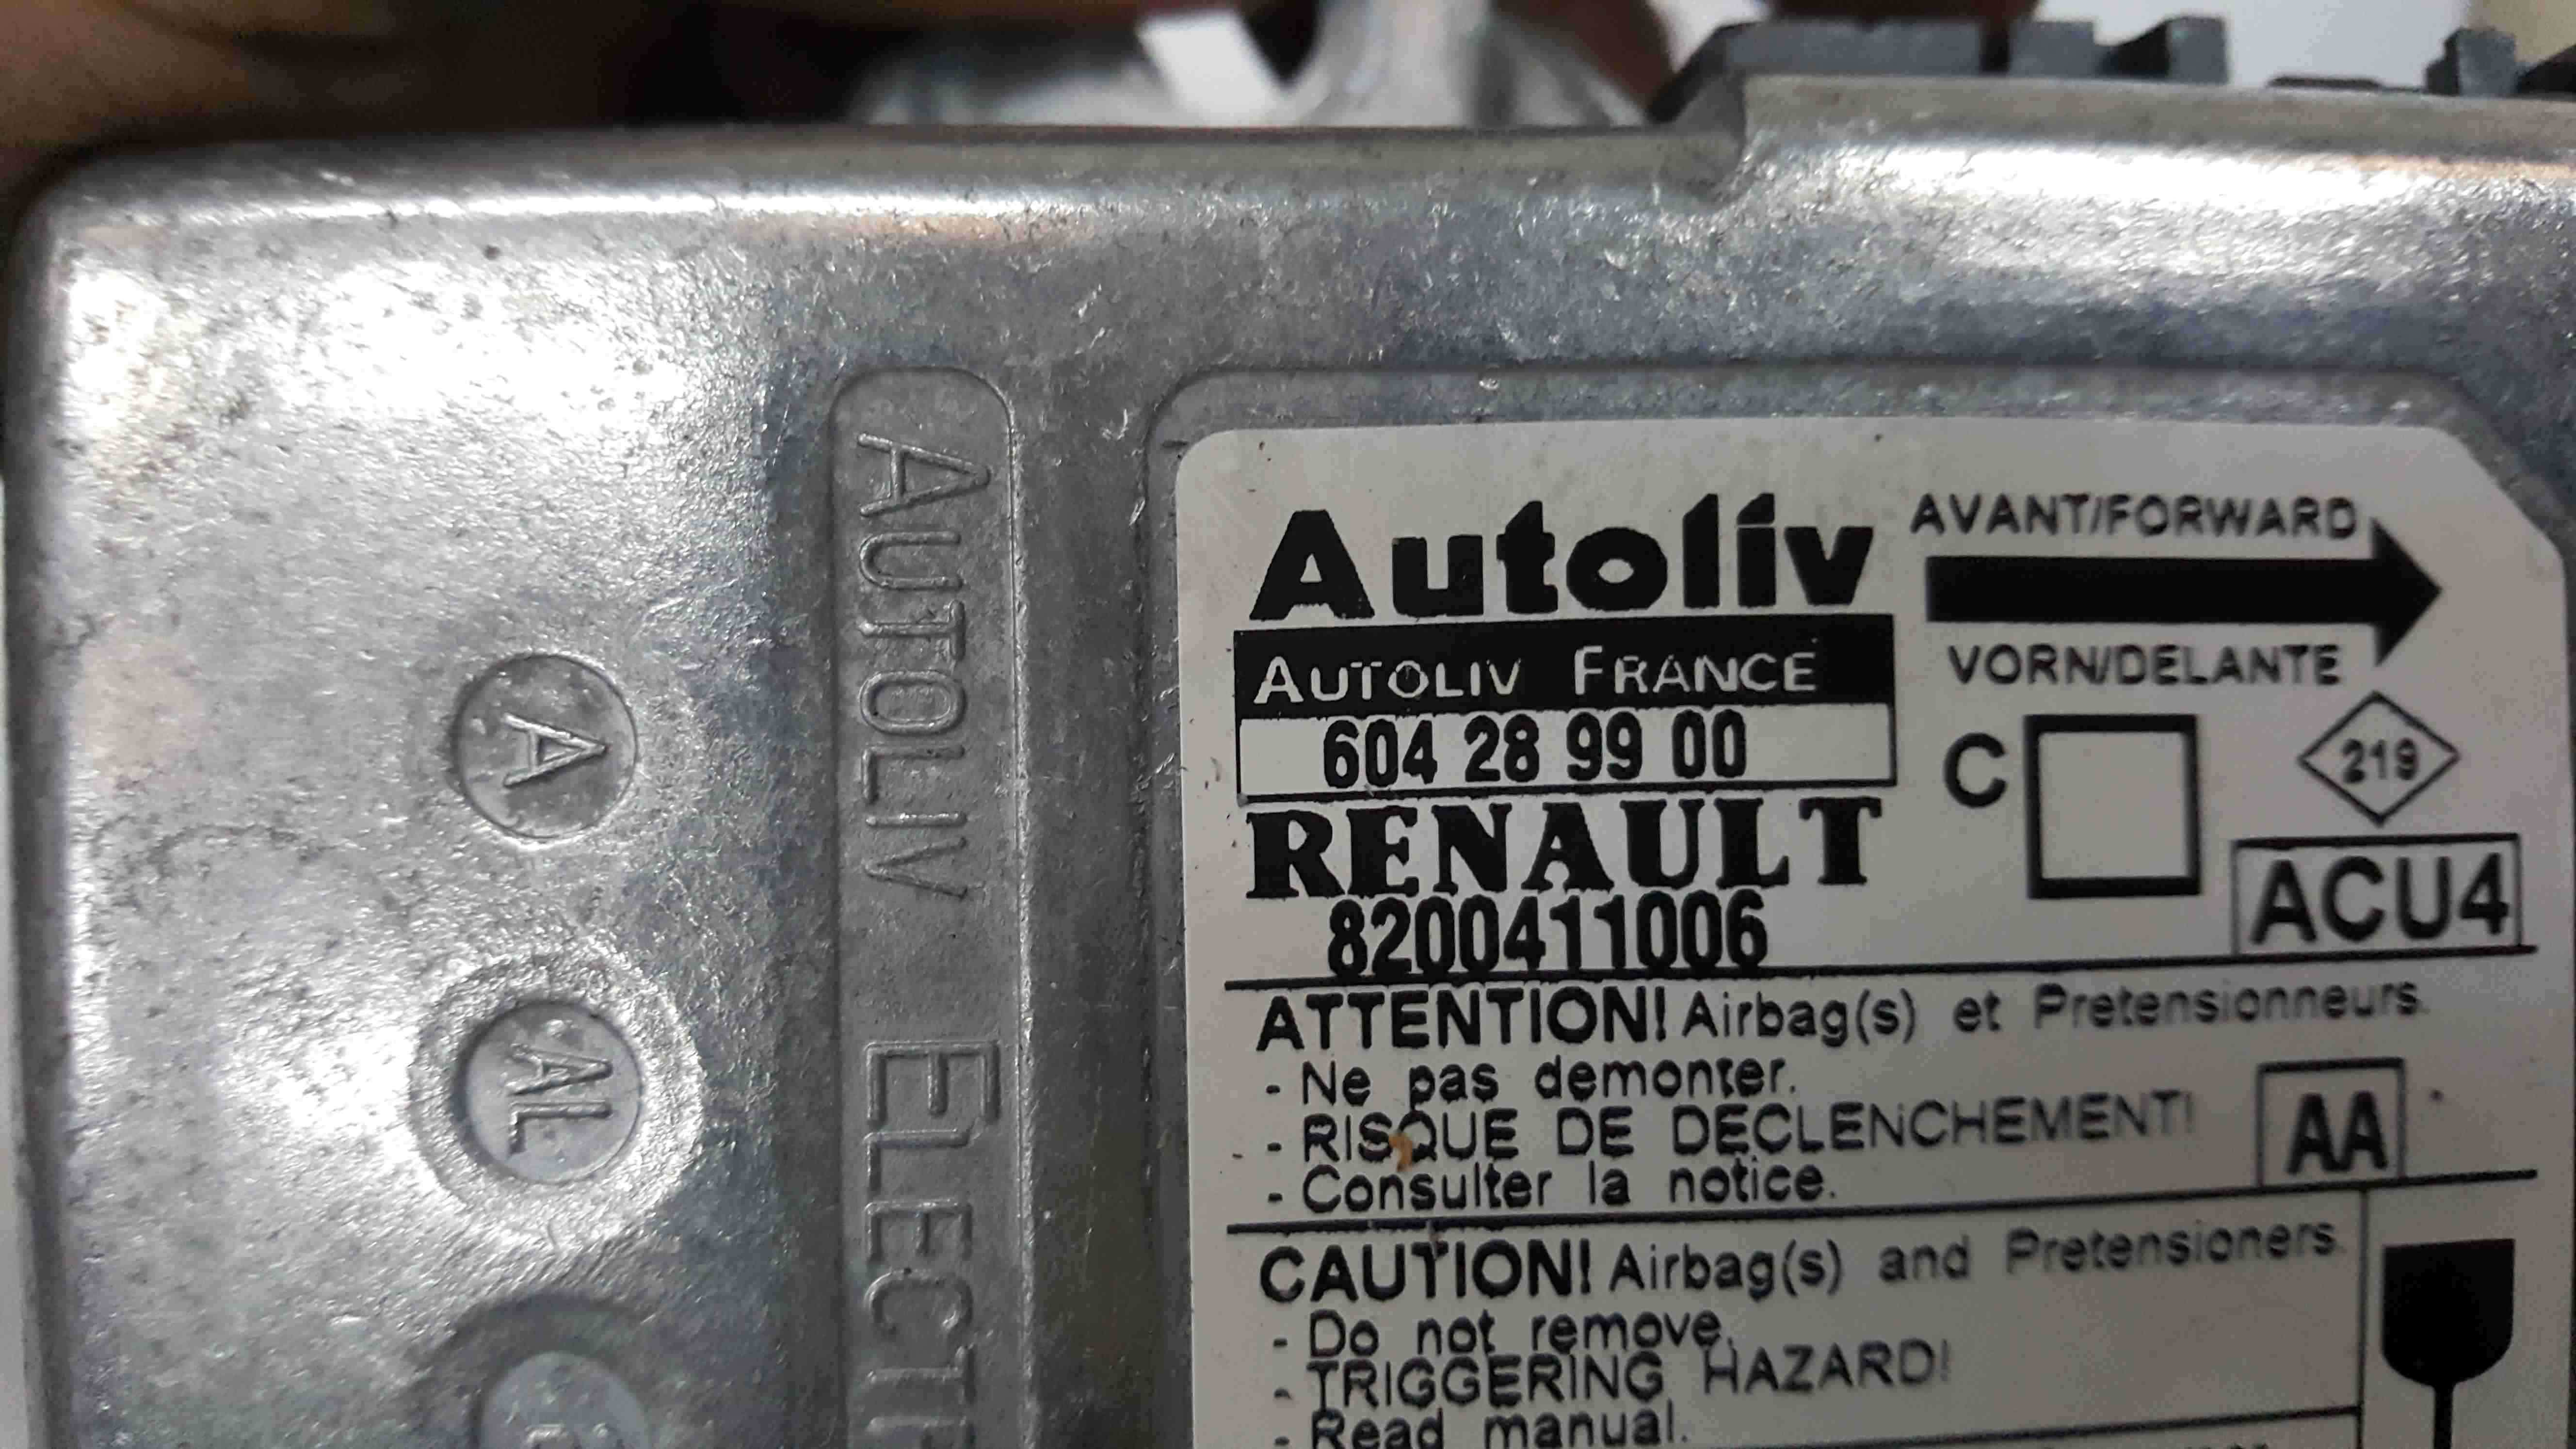 AUTOLIV
A
AL
Autoliv
AVANT/FORWARD
AUTOLIV FRANCE
VORN/DELANTE
604 28 99 00
C
219
RENAULT
ACU4
8200411006
ATTENTION! Airbag(s) et Pretensionneurs.
- Ne pas demonter.
- RISQUE DE DECLENCHEMENT!
AA
- Consulter la notice.
CAUTION! Airbag(s) and Pretensioners.
- Do not remove.
- TRIGGERING HAZARD!
- Read manual.